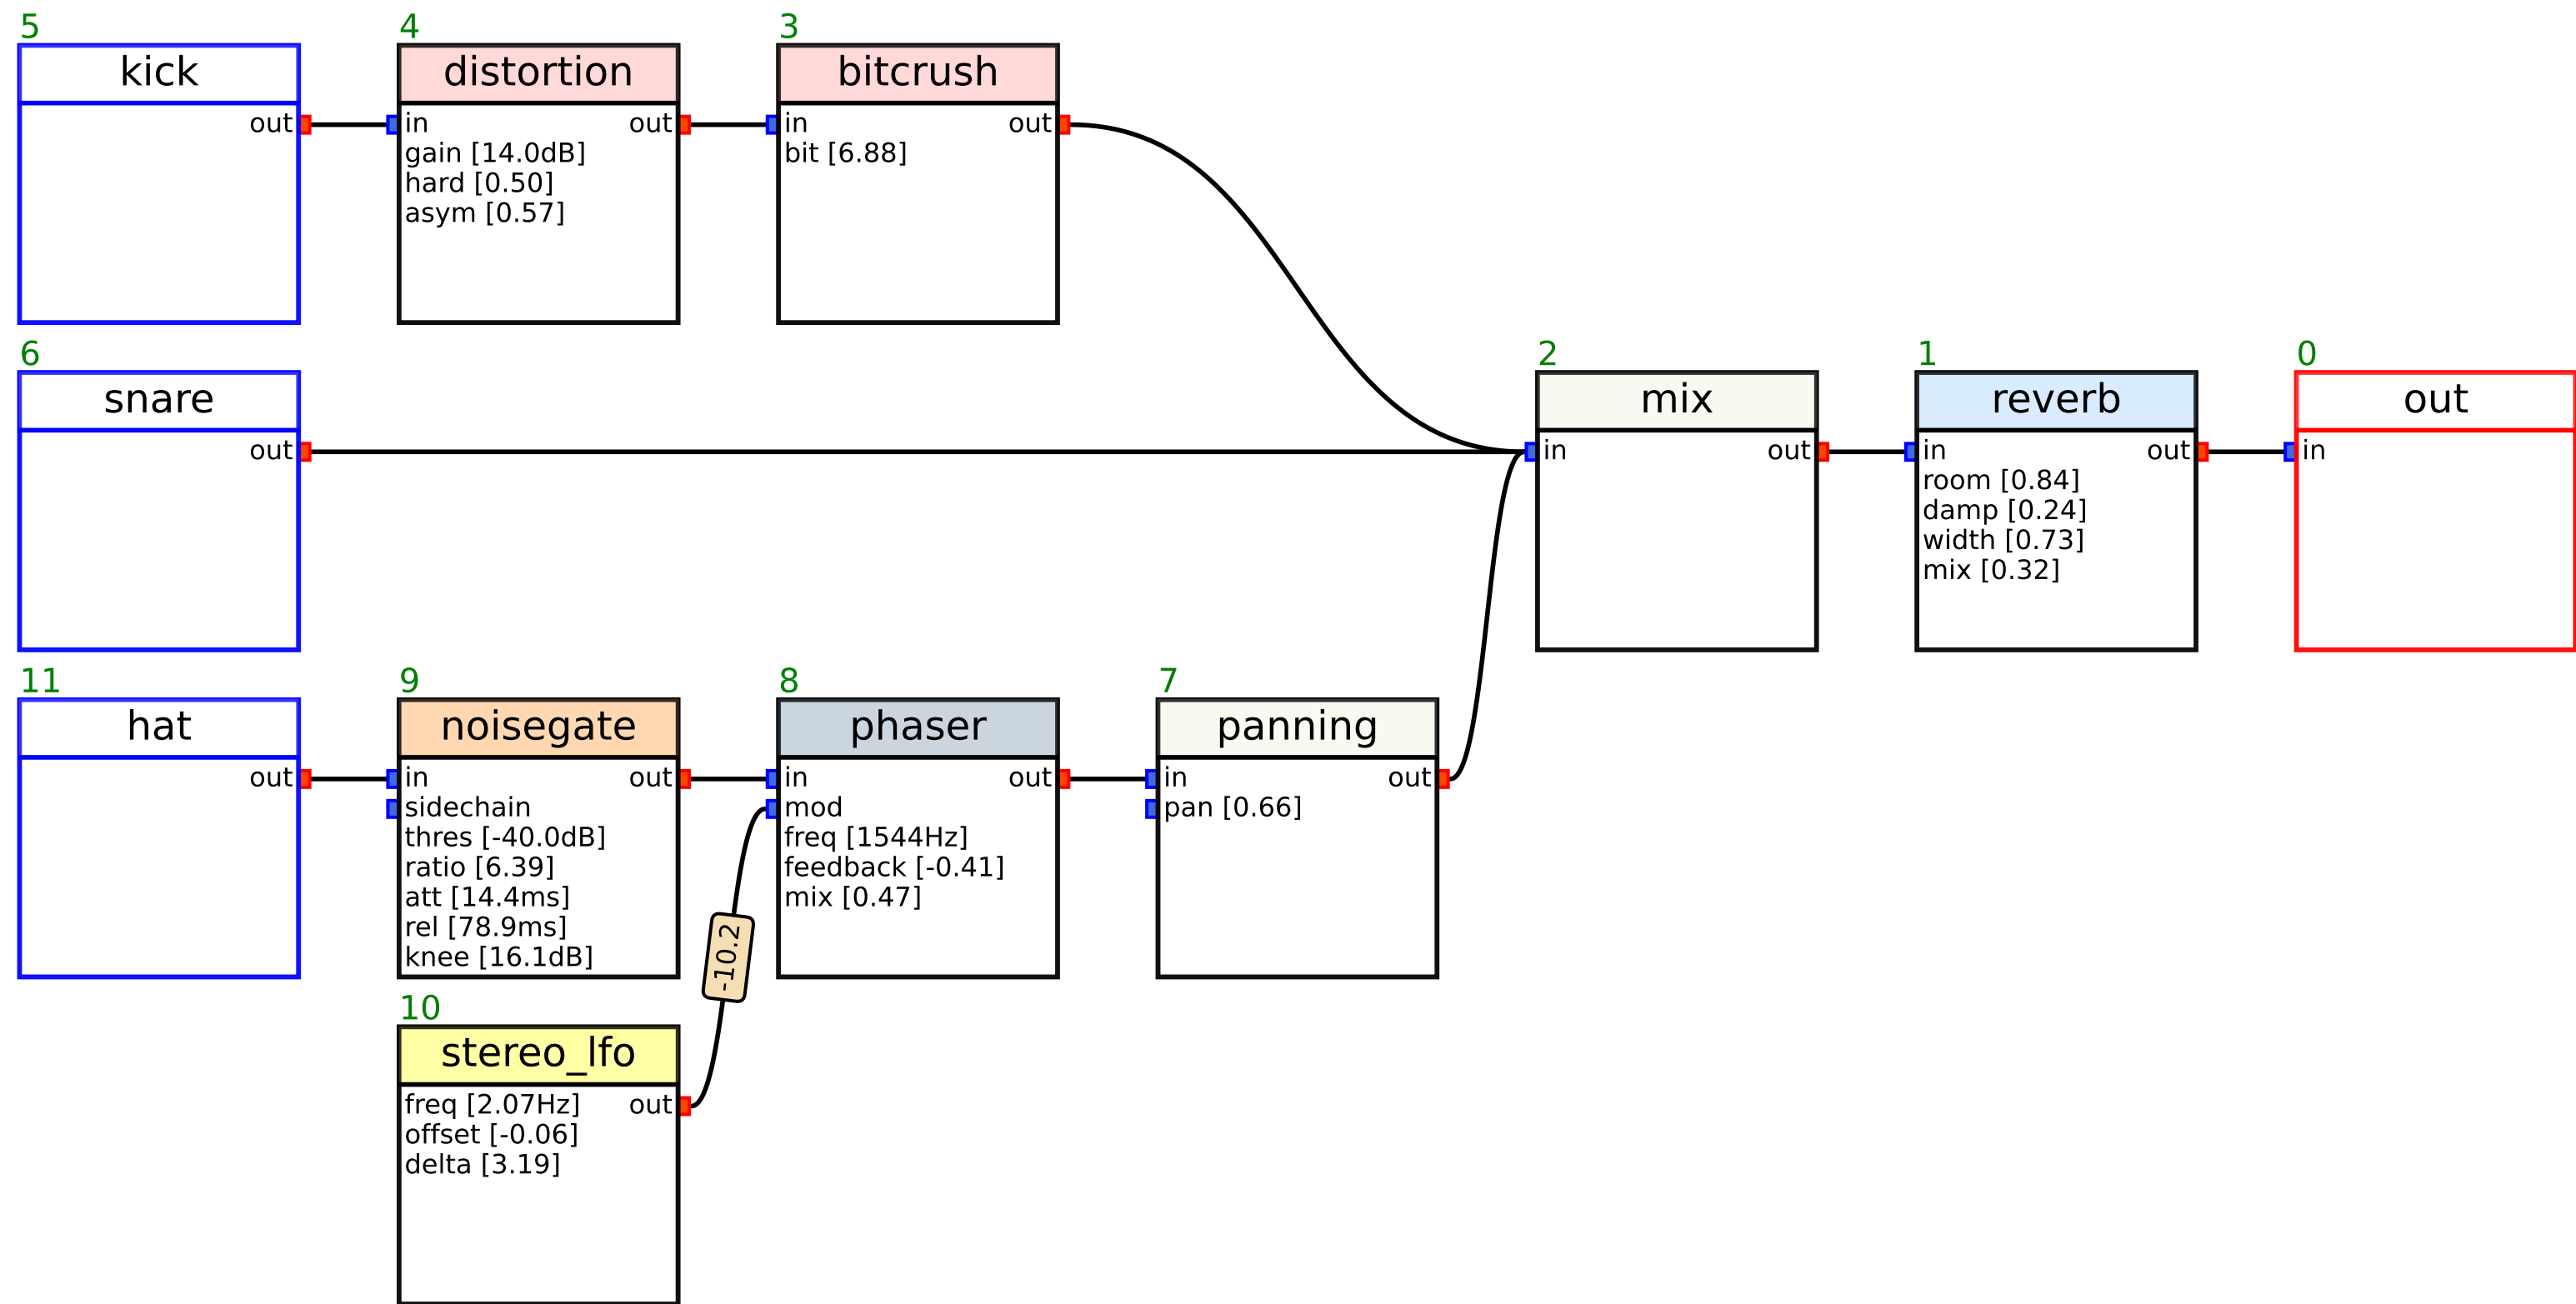 5
kick
out
4
distortion
in out
gain [14.0dB]
hard [0.50]
asym [0.57]
3
bitcrush
in out
bit [6.88]
6
snare
out
2
mix
in out
1
reverb
in out
room [0.84]
damp [0.24]
width [0.73]
mix [0.32]
0
out
in
11
hat
out
9
noisegate
in out
sidechain
thres [-40.0dB]
ratio [6.39]
att [14.4ms]
rel [78.9ms]
knee [16.1dB]
8
phaser
in out
mod
freq [1544Hz]
feedback [-0.41]
mix [0.47]
7
panning
in out
pan [0.66]
-10.2
10
stereo_lfo
freq [2.07Hz] out
offset [-0.06]
delta [3.19]